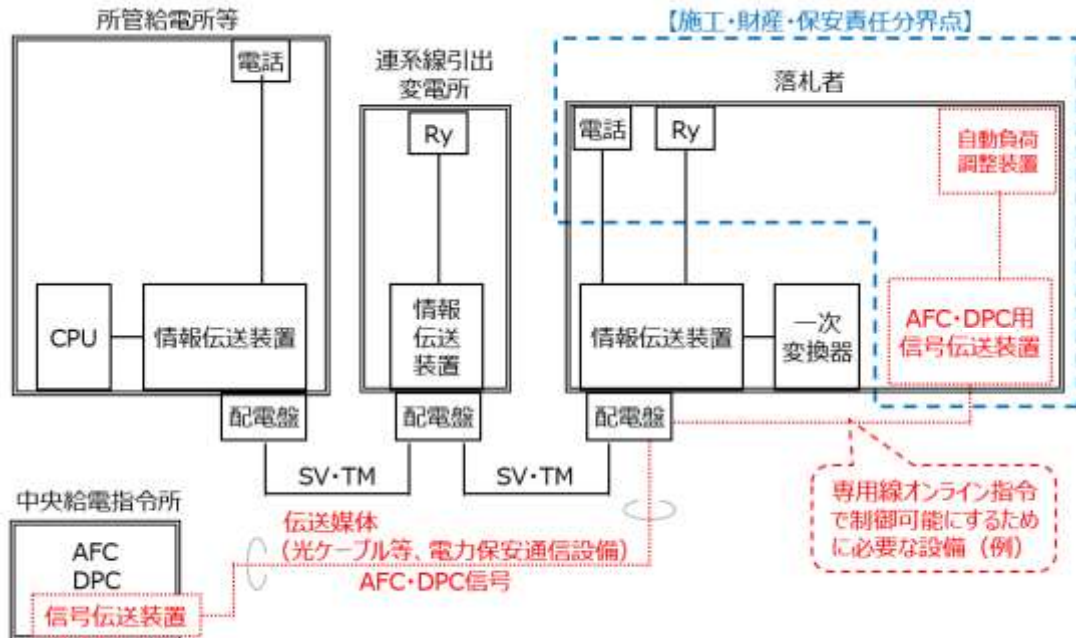 所管給電所等
電話
CPU
情報伝送装置
配電盤
連系線引出
変電所
Ry
情報
伝送
装置
配電盤
【施工・財産・保安責任分界点】
落札者
電話
Ry
自動負荷
調整装置
情報伝送装置
一次
変換器
AFC・DPC用
信号伝送装置
配電盤
SV・TM
SV・TM
中央給電指令所
AFC
DPC
信号伝送装置
伝送媒体
（光ケーブル等、電力保安通信設備）
AFC・DPC信号
専用線オンライン指令
で制御可能にするため
に必要な設備（例）